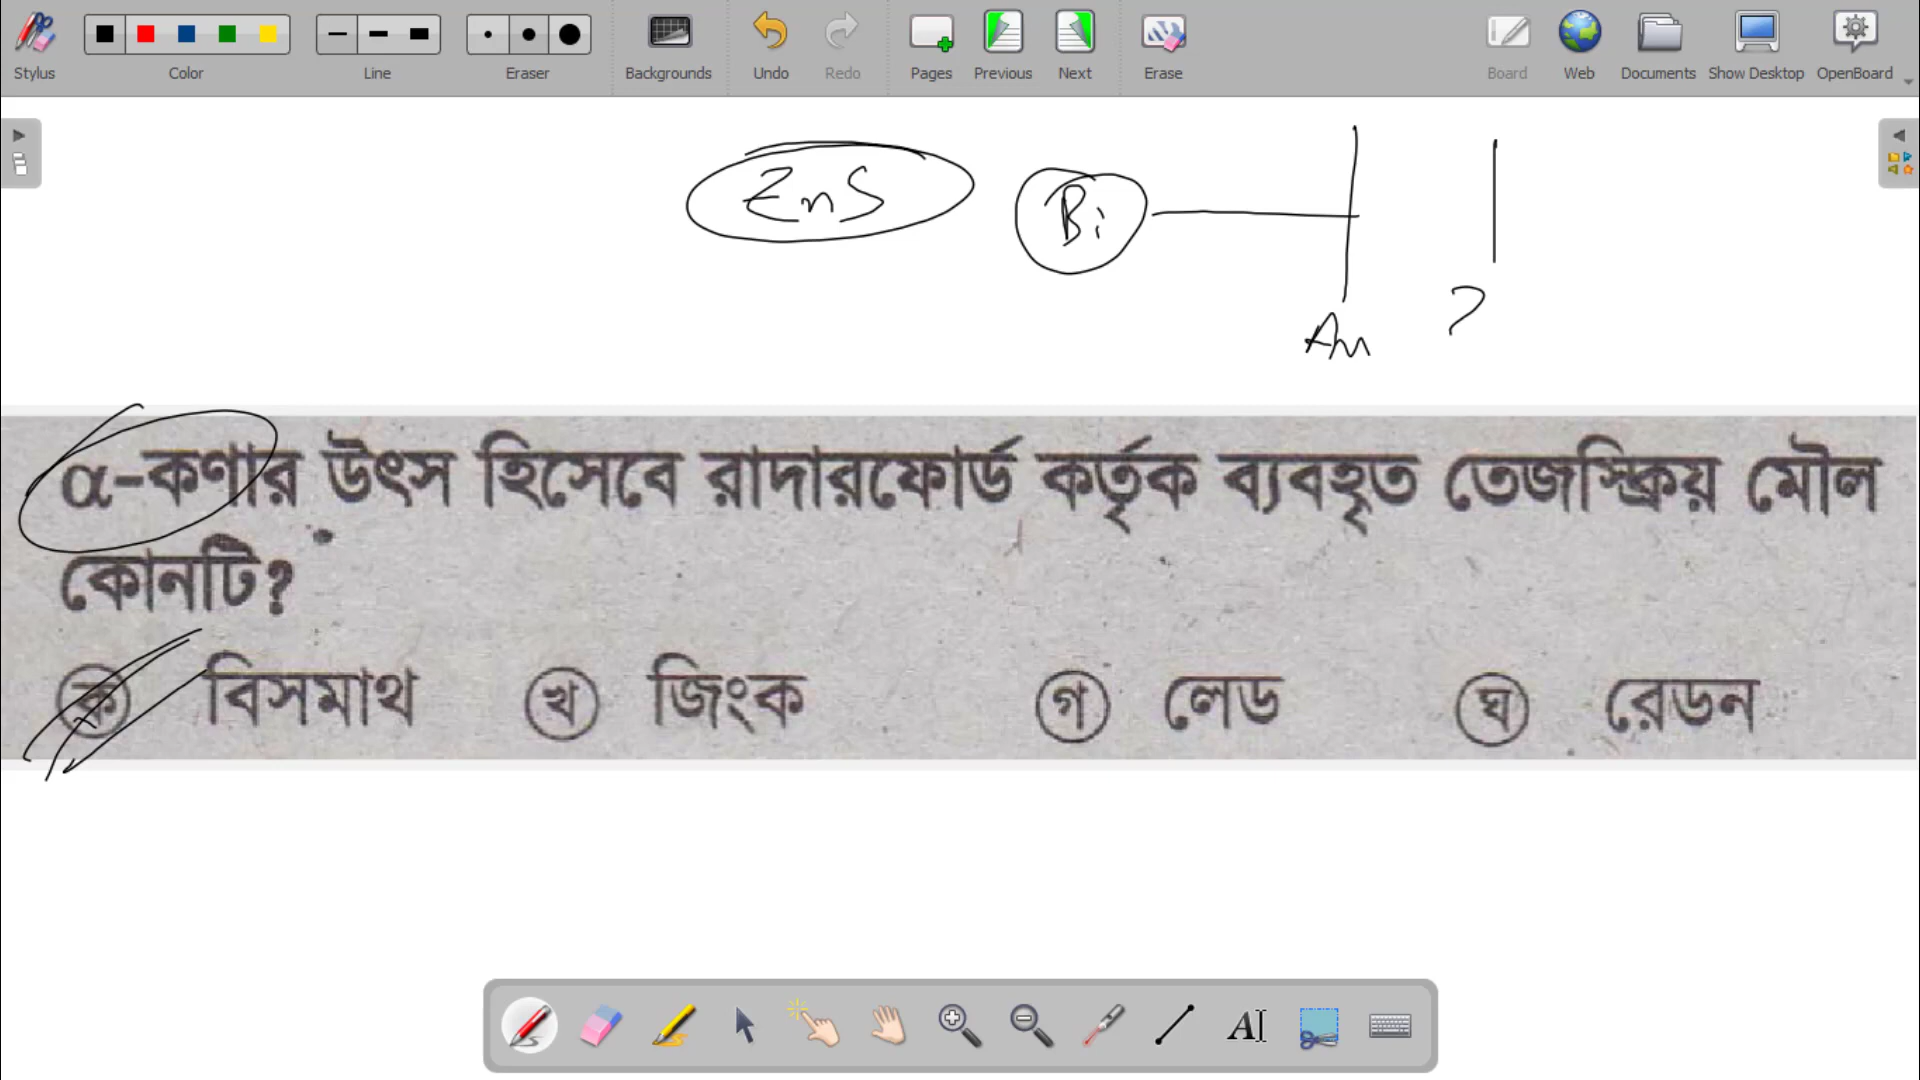 Stylus Color Line Eraser Backgrounds Undo Redo Pages Previous Next Erase Board Web Documents Show Desktop OpenBoard
ZnS Bi
Au ?
α-কণার উৎস হিসেবে রাদারফোর্ড কর্তৃক ব্যবহৃত তেজস্ক্রিয় মৌল
কোনটি?
ক বিসমাথ খ জিংক গ লেড ঘ রেডন